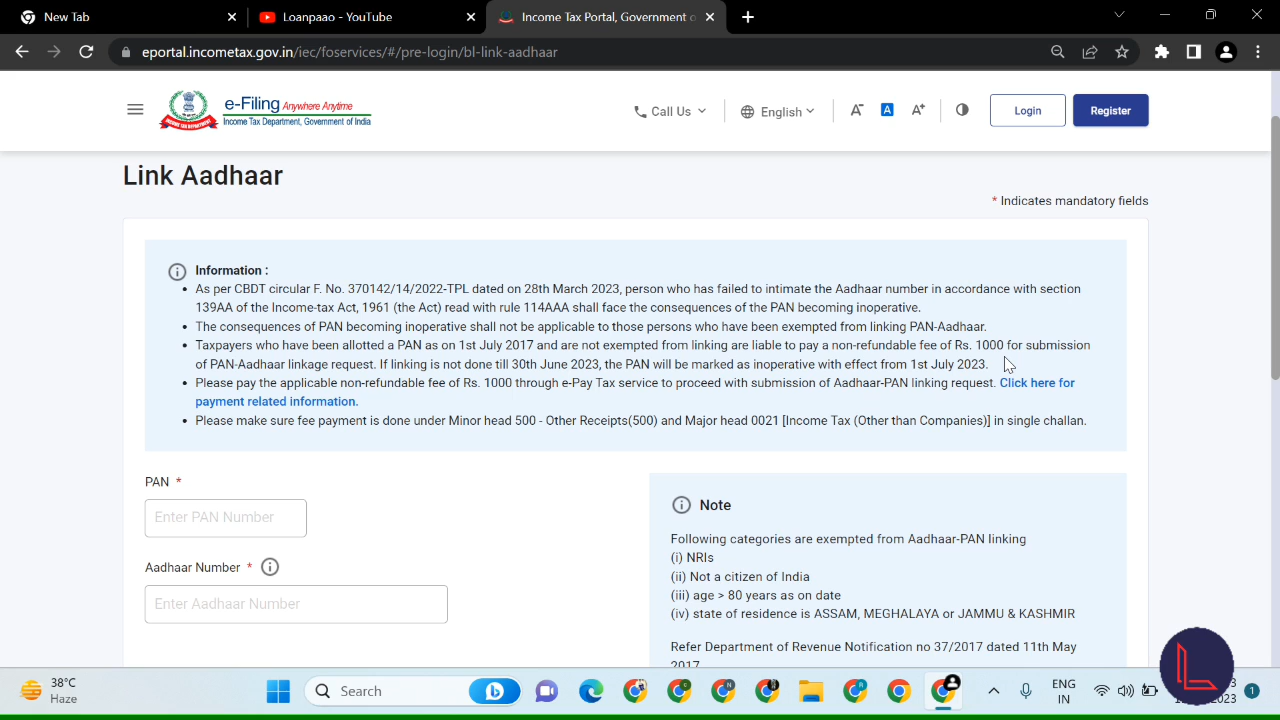 New Tab
Loanpaao - YouTube
Income Tax Portal, Government o
eportal.incometax.gov.in/iec/foservices/#/pre-login/bl-link-aadhaar
e-Filing Anywhere Anytime
Income Tax Department, Government of India
INCOME TAX DEPARTMENT
Call Us
English
A-
A
A+
Login
Register
Link Aadhaar
* Indicates mandatory fields
Information :
• As per CBDT circular F. No. 370142/14/2022-TPL dated on 28th March 2023, person who has failed to intimate the Aadhaar number in accordance with section
139AA of the Income-tax Act, 1961 (the Act) read with rule 114AAA shall face the consequences of the PAN becoming inoperative.
• The consequences of PAN becoming inoperative shall not be applicable to those persons who have been exempted from linking PAN-Aadhaar.
• Taxpayers who have been allotted a PAN as on 1st July 2017 and are not exempted from linking are liable to pay a non-refundable fee of Rs. 1000 for submission
of PAN-Aadhaar linkage request. If linking is not done till 30th June 2023, the PAN will be marked as inoperative with effect from 1st July 2023.
• Please pay the applicable non-refundable fee of Rs. 1000 through e-Pay Tax service to proceed with submission of Aadhaar-PAN linking request. Click here for
payment related information.
• Please make sure fee payment is done under Minor head 500 - Other Receipts(500) and Major head 0021 [Income Tax (Other than Companies)] in single challan.
PAN *
Enter PAN Number
Aadhaar Number *
Enter Aadhaar Number
Note
Following categories are exempted from Aadhaar-PAN linking
(i) NRIs
(ii) Not a citizen of India
(iii) age > 80 years as on date
(iv) state of residence is ASSAM, MEGHALAYA or JAMMU & KASHMIR
Refer Department of Revenue Notification no 37/2017 dated 11th May
2017
38°C
Haze
Search
ENG
IN
2023
1